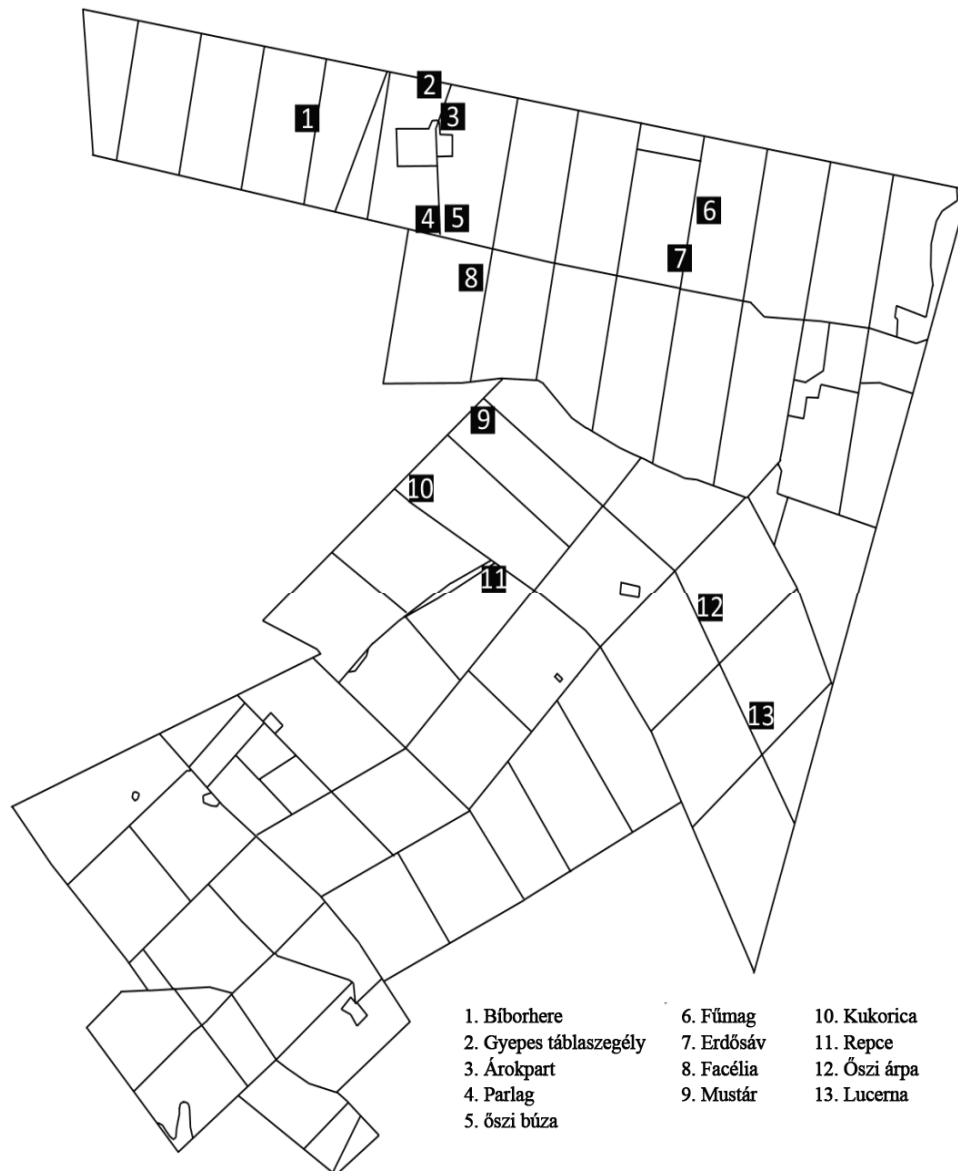 1
2
3
4
5
6
7
8
9
10
11
12
13
1. Bíborhere
2. Gyepes táblaszegély
3. Árokpart
4. Parlag
5. őszi búza
6. Fűmag
7. Erdősáv
8. Facélia
9. Mustár
10. Kukorica
11. Repce
12. Őszi árpa
13. Lucerna